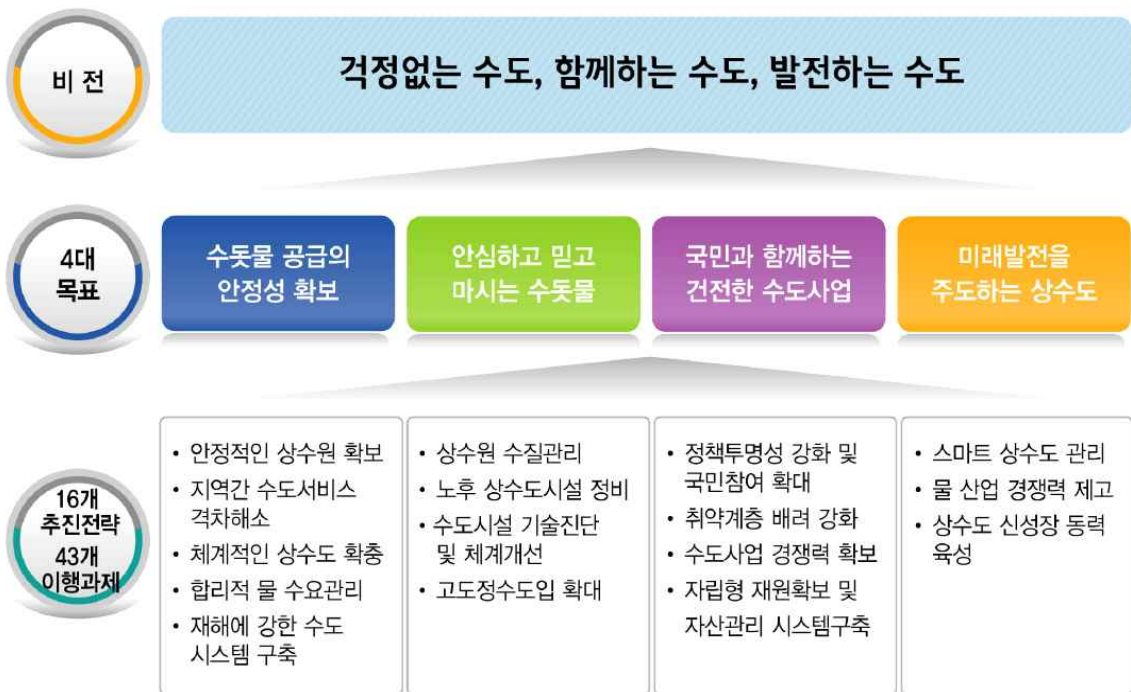 비 전
걱정없는 수도, 함께하는 수도, 발전하는 수도
4대
목표
수돗물 공급의
안정성 확보
안심하고 믿고
마시는 수돗물
국민과 함께하는
건전한 수도사업
미래발전을
주도하는 상수도
16개
추진전략
43개
이행과제
• 안정적인 상수원 확보
• 지역간 수도서비스
격차해소
• 체계적인 상수도 확충
• 합리적 물 수요관리
• 재해에 강한 수도
시스템 구축
• 상수원 수질관리
• 노후 상수도시설 정비
• 수도시설 기술진단
및 체계개선
• 고도정수도입 확대
• 정책투명성 강화 및
국민참여 확대
• 취약계층 배려 강화
• 수도사업 경쟁력 확보
• 자립형 재원확보 및
자산관리 시스템구축
• 스마트 상수도 관리
• 물 산업 경쟁력 제고
• 상수도 신성장 동력
육성